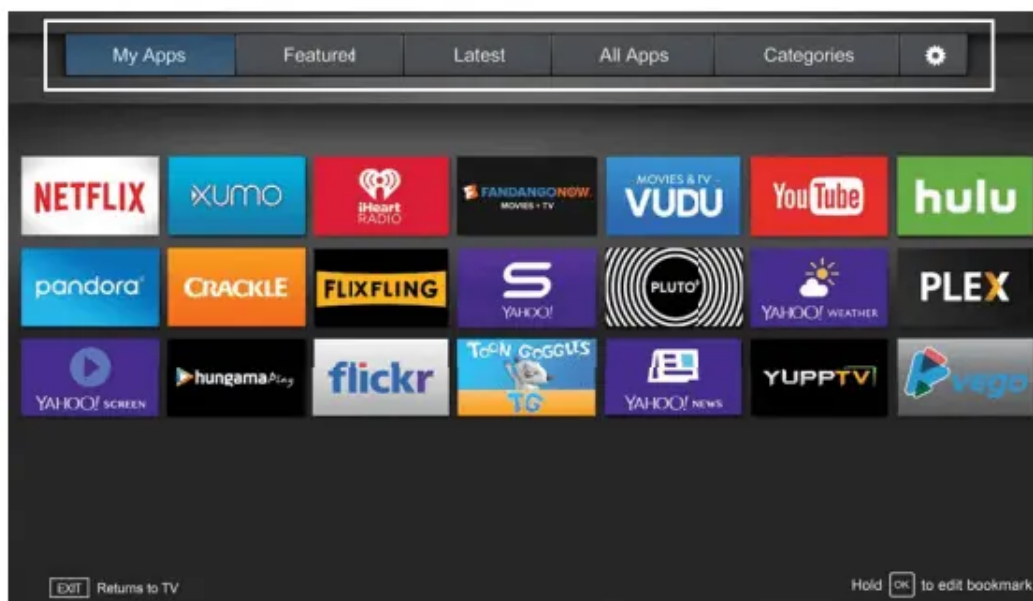 My Apps Featured Latest All Apps Categories
NETFLIX xumo iHeart RADIO FANDANGONOW MOVIES + TV MOVIES & TV VUDU YouTube hulu
pandora CRACKLE FLIXFLING S YAHOO! PLUTO YAHOO! WEATHER PLEX
YAHOO! SCREEN hungama Play flickr TOON GOGGLES TG YAHOO! NEWS YUPPTV vego
EXIT Returns to TV Hold OK to edit bookmark